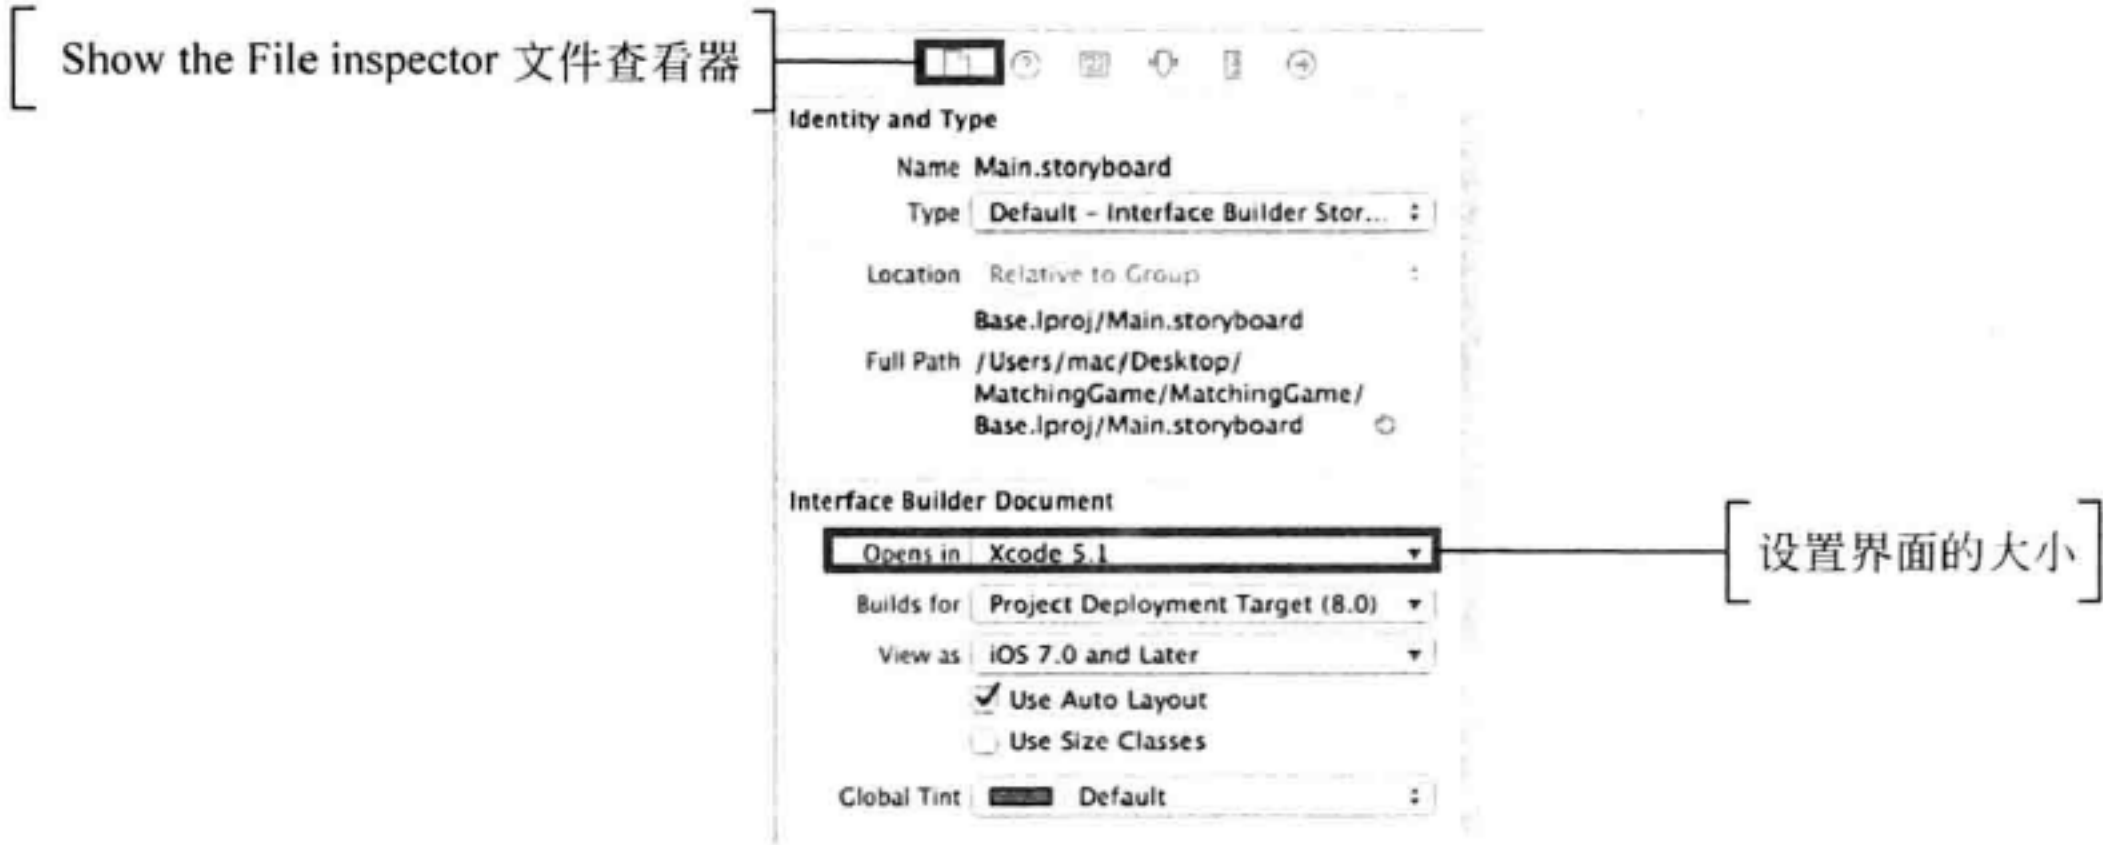 Show the File inspector 文件查看器
Identity and Type
Name Main.storyboard
Type Default - Interface Builder Stor...
Location Relative to Group
Base.lproj/Main.storyboard
Full Path /Users/mac/Desktop/
MatchingGame/MatchingGame/
Base.lproj/Main.storyboard
Interface Builder Document
Opens in Xcode 5.1
设置界面的大小
Builds for Project Deployment Target (8.0)
View as iOS 7.0 and Later
Use Auto Layout
Use Size Classes
Global Tint Default